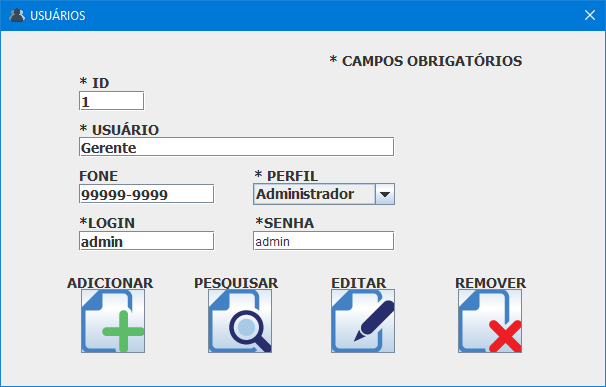 USUÁRIOS
* CAMPOS OBRIGATÓRIOS
* ID
1
* USUÁRIO
Gerente
FONE * PERFIL
99999-9999 Administrador
*LOGIN *SENHA
admin admin
ADICIONAR PESQUISAR EDITAR REMOVER